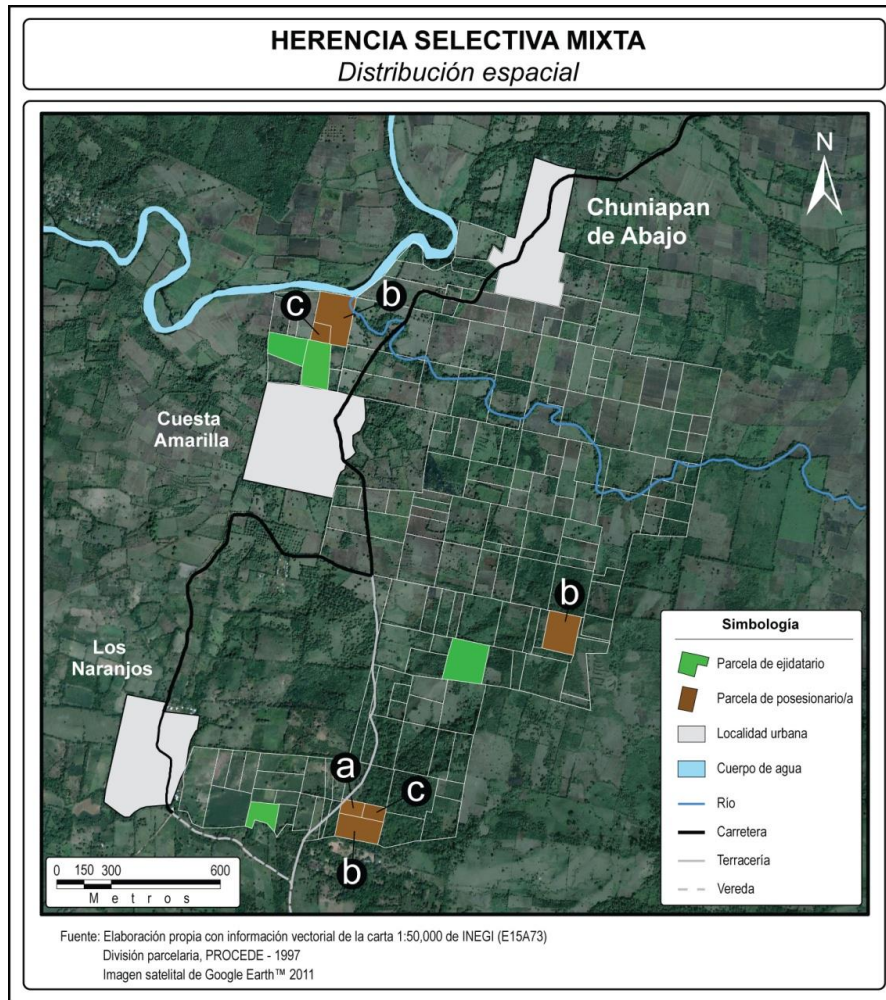 HERENCIA SELECTIVA MIXTA
Distribución espacial
N
Chuniapan
de Abajo
c
b
Cuesta
Amarilla
b
Los
Naranjos
a
c
b
Simbología
Parcela de ejidatario
Parcela de posesionario/a
Localidad urbana
Cuerpo de agua
Río
Carretera
Terracería
Vereda
0 150 300 600
Metros
Fuente: Elaboración propia con información vectorial de la carta 1:50,000 de INEGI (E15A73)
División parcelaria, PROCEDE - 1997
Imagen satelital de Google Earth™ 2011